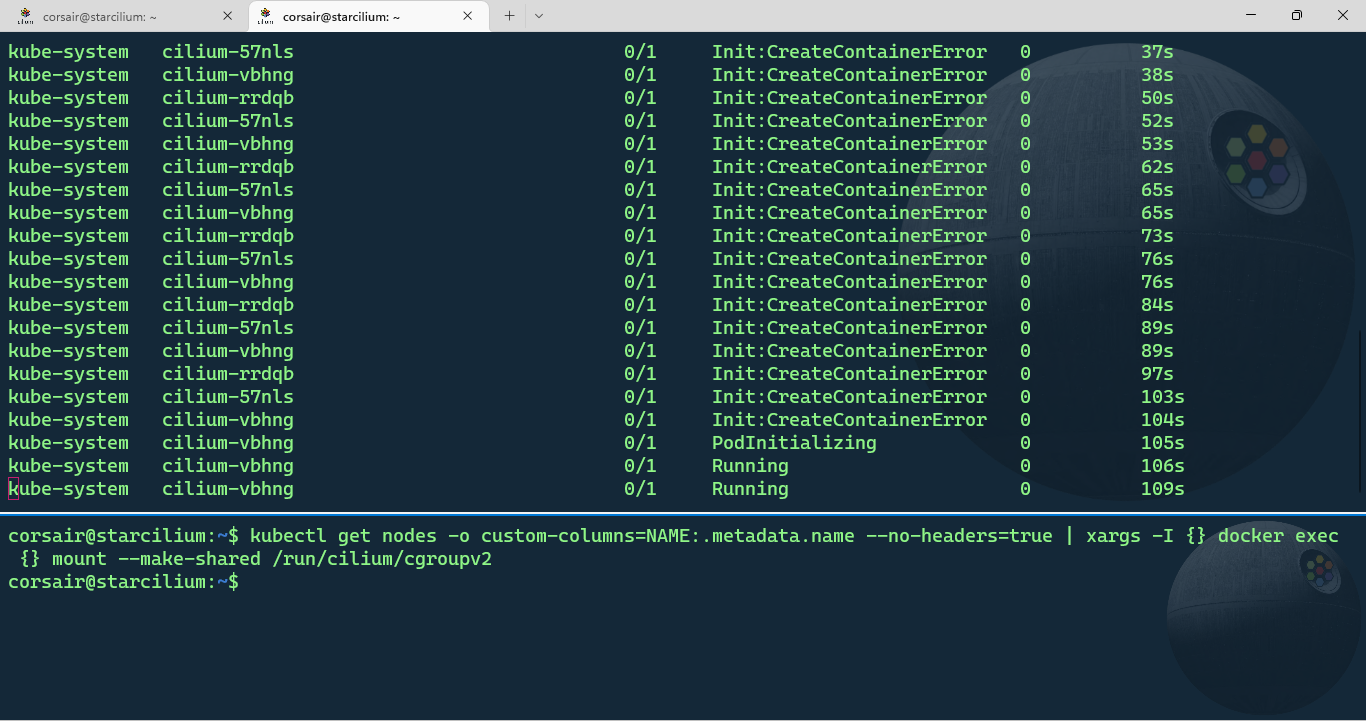 corsair@starcilium: ~ corsair@starcilium: ~
kube-system cilium-57nls 0/1 Init:CreateContainerError 0 37s
kube-system cilium-vbhng 0/1 Init:CreateContainerError 0 38s
kube-system cilium-rrdqb 0/1 Init:CreateContainerError 0 50s
kube-system cilium-57nls 0/1 Init:CreateContainerError 0 52s
kube-system cilium-vbhng 0/1 Init:CreateContainerError 0 53s
kube-system cilium-rrdqb 0/1 Init:CreateContainerError 0 62s
kube-system cilium-57nls 0/1 Init:CreateContainerError 0 65s
kube-system cilium-vbhng 0/1 Init:CreateContainerError 0 65s
kube-system cilium-rrdqb 0/1 Init:CreateContainerError 0 73s
kube-system cilium-57nls 0/1 Init:CreateContainerError 0 76s
kube-system cilium-vbhng 0/1 Init:CreateContainerError 0 76s
kube-system cilium-rrdqb 0/1 Init:CreateContainerError 0 84s
kube-system cilium-57nls 0/1 Init:CreateContainerError 0 89s
kube-system cilium-vbhng 0/1 Init:CreateContainerError 0 89s
kube-system cilium-rrdqb 0/1 Init:CreateContainerError 0 97s
kube-system cilium-57nls 0/1 Init:CreateContainerError 0 103s
kube-system cilium-vbhng 0/1 Init:CreateContainerError 0 104s
kube-system cilium-vbhng 0/1 PodInitializing 0 105s
kube-system cilium-vbhng 0/1 Running 0 106s
kube-system cilium-vbhng 0/1 Running 0 109s
corsair@starcilium:~$ kubectl get nodes -o custom-columns=NAME:.metadata.name --no-headers=true | xargs -I {} docker exec
{} mount --make-shared /run/cilium/cgroupv2
corsair@starcilium:~$